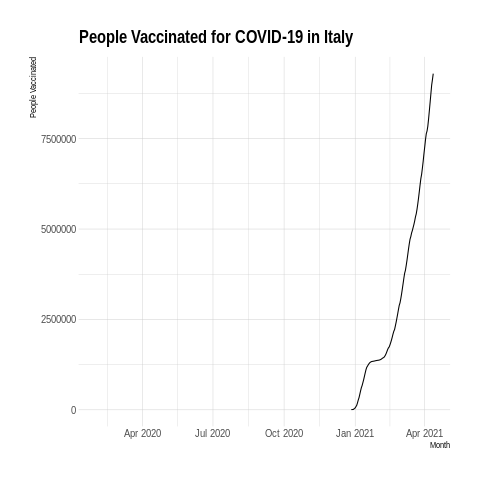 People Vaccinated for COVID-19 in Italy
People Vaccinated
7500000
5000000
2500000
0
Apr 2020 Jul 2020 Oct 2020 Jan 2021 Apr 2021
Month